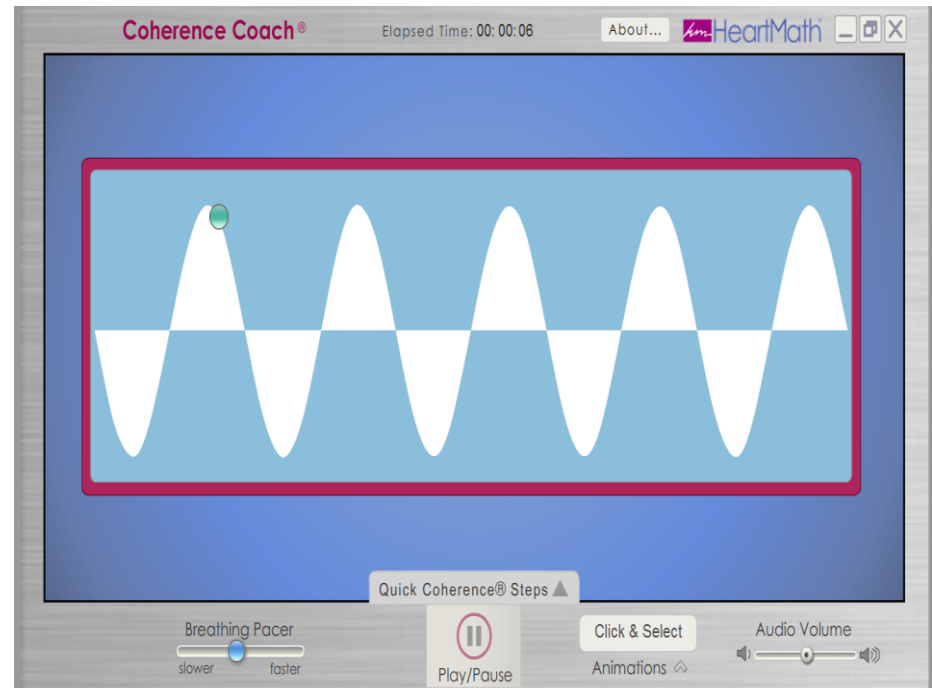 Coherence Coach® Elapsed Time: 00: 00: 06 About... hm HeartMath®
Quick Coherence® Steps
Breathing Pacer
slower faster
Play/Pause
Click & Select
Animations
Audio Volume